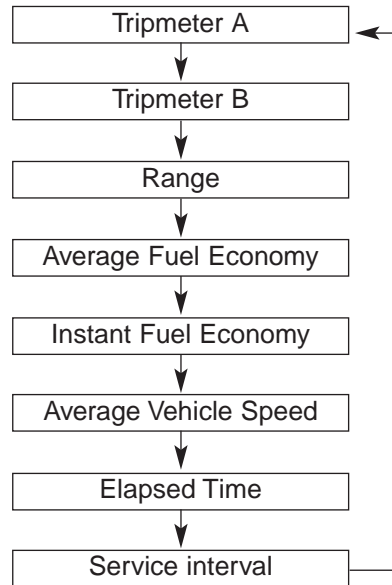 Tripmeter A
Tripmeter B
Range
Average Fuel Economy
Instant Fuel Economy
Average Vehicle Speed
Elapsed Time
Service interval